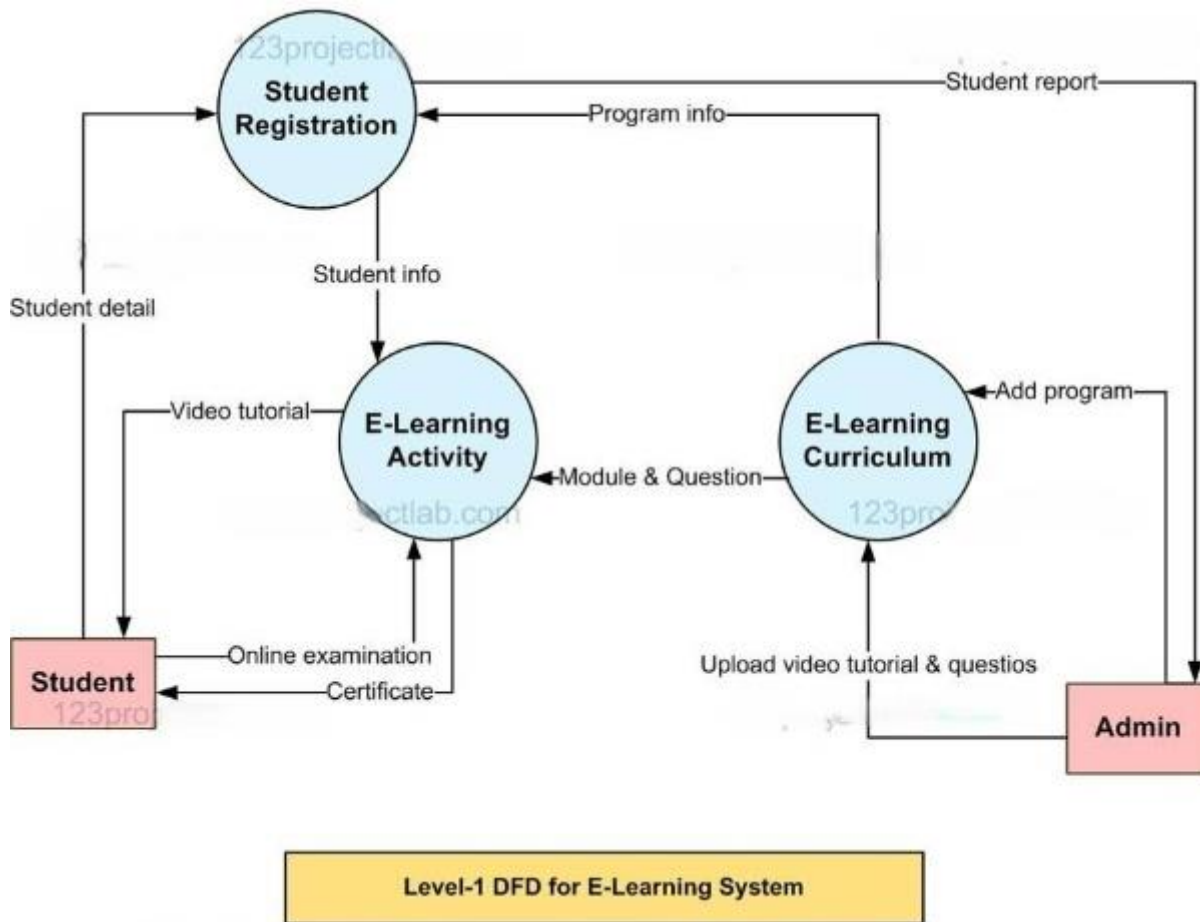 123projectla
Student
Registration
Student report
Program info
Student info
Student detail
Video tutorial
E-Learning
Activity
Module & Question
E-Learning
Curriculum
Add program
ctlab.com
123pro
Online examination
Certificate
Student
123proj
Upload video tutorial & questios
Admin
Level-1 DFD for E-Learning System